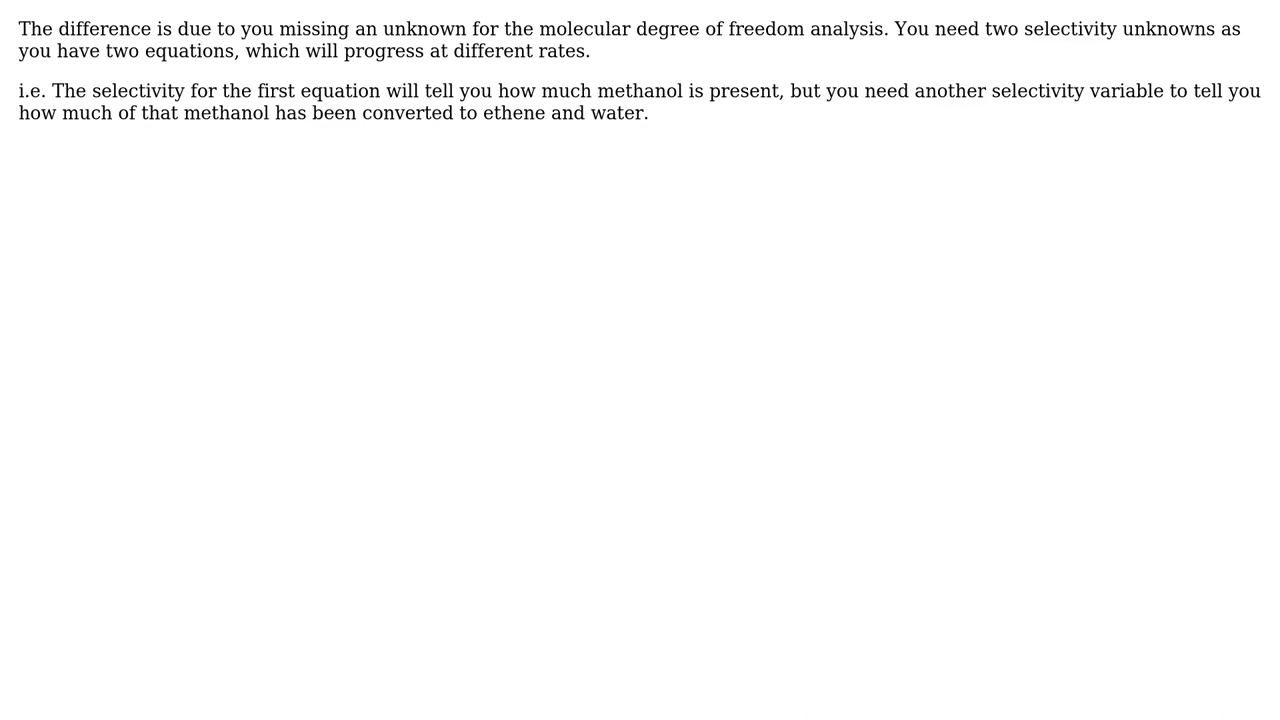 The difference is due to you missing an unknown for the molecular degree of freedom analysis. You need two selectivity unknowns as
you have two equations, which will progress at different rates.
i.e. The selectivity for the first equation will tell you how much methanol is present, but you need another selectivity variable to tell you
how much of that methanol has been converted to ethene and water.